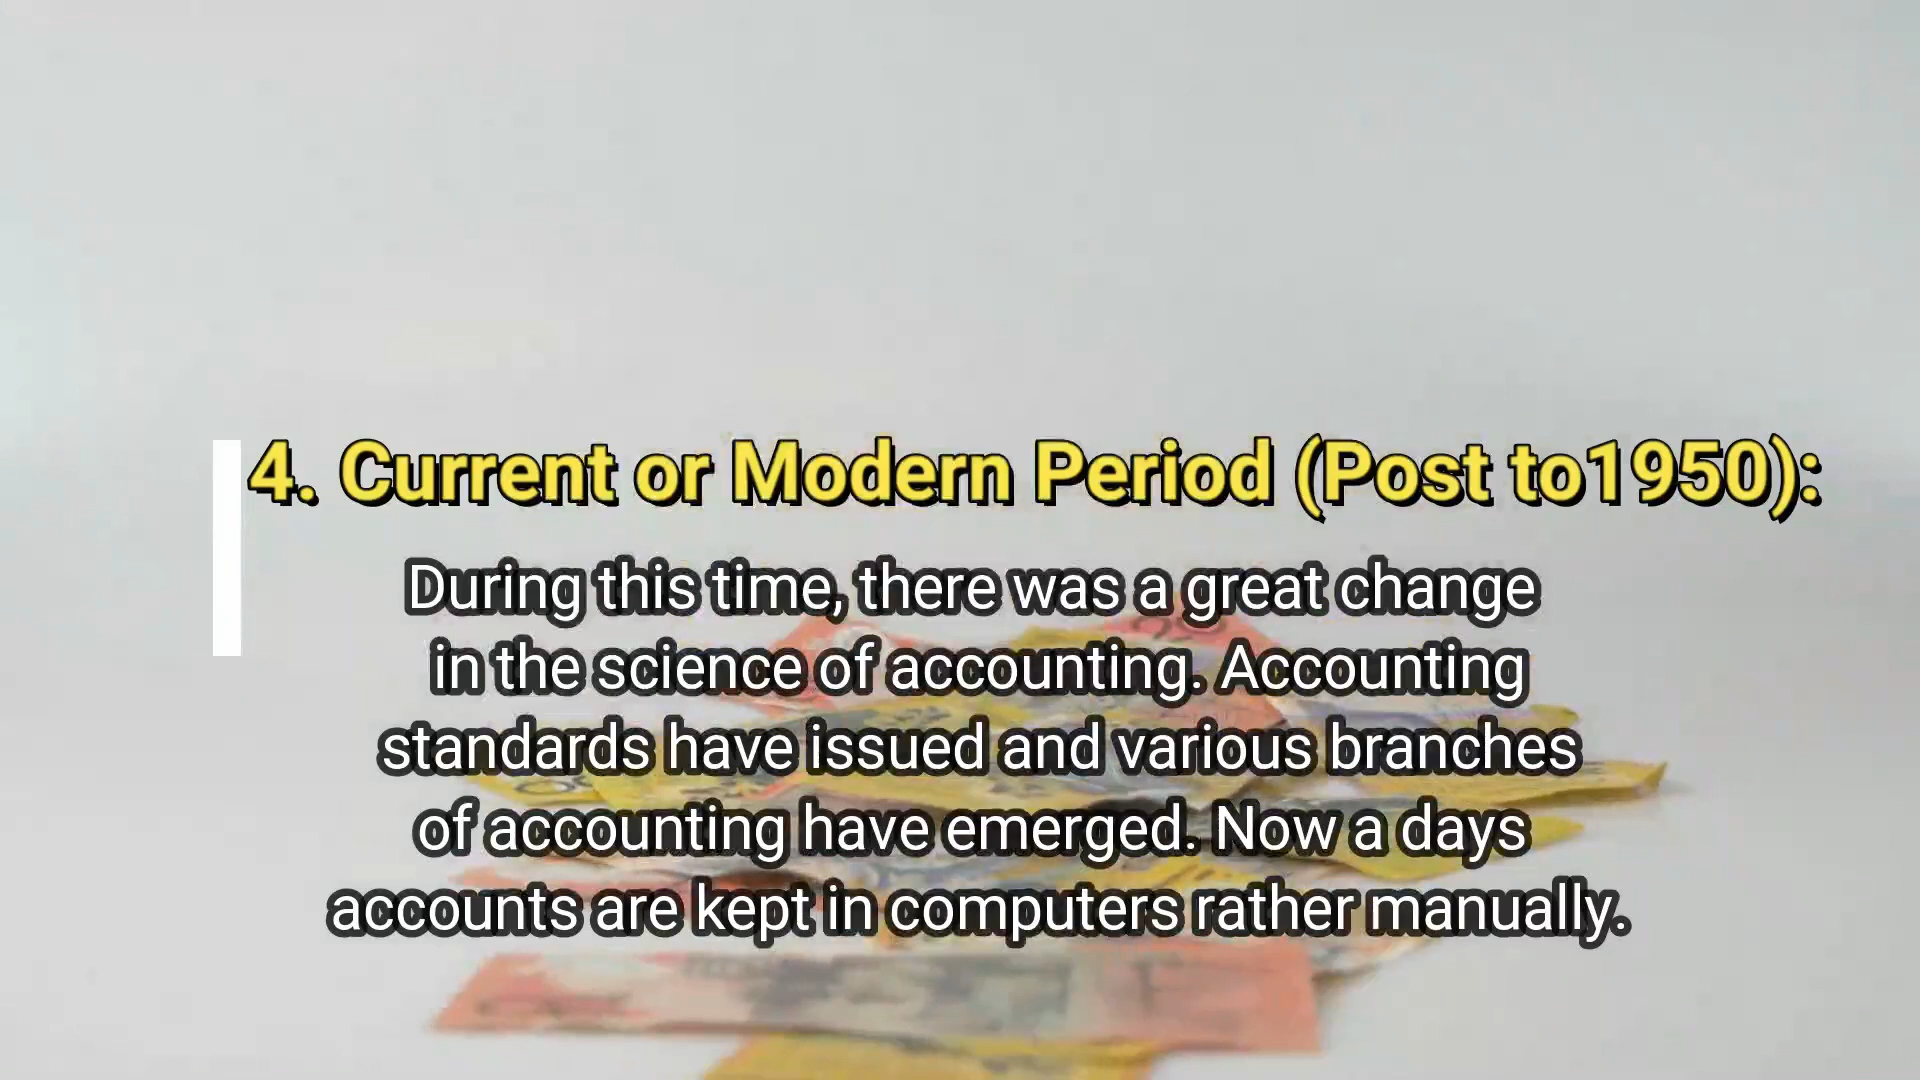 4. Current or Modern Period (Post to1950):
During this time, there was a great change
in the science of accounting. Accounting
standards have issued and various branches
of accounting have emerged. Now a days
accounts are kept in computers rather manually.